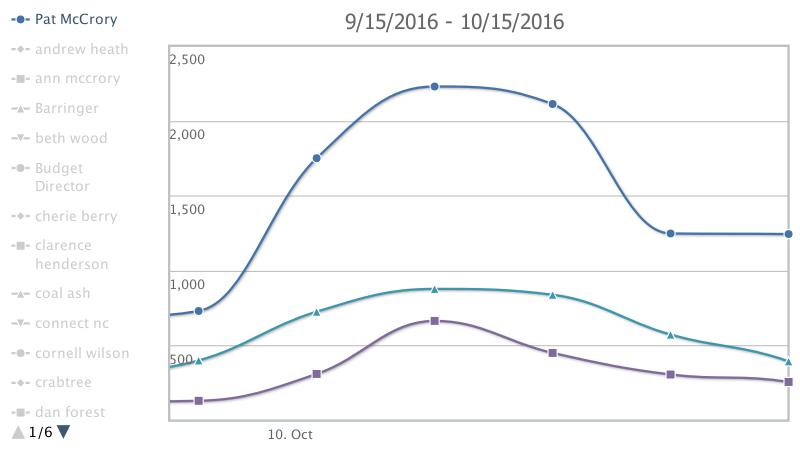 9/15/2016 - 10/15/2016
Pat McCrory
andrew heath
ann mccrory
Barringer
beth wood
Budget
Director
cherie berry
clarence
henderson
coal ash
connect nc
cornell wilson
crabtree
dan forest
1/6
2,500
2,000
1,500
1,000
500
10. Oct